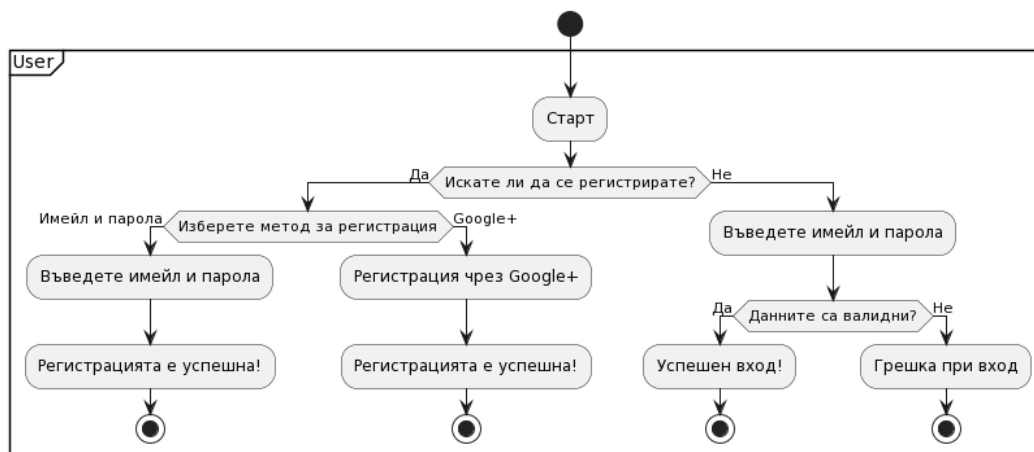 User
Старт
Да
Искате ли да се регистрирате?
Не
Имейл и парола
Изберете метод за регистрация
Google+
Въведете имейл и парола
Въведете имейл и парола
Регистрация чрез Google+
Да
Данните са валидни?
Не
Регистрацията е успешна!
Регистрацията е успешна!
Успешен вход!
Грешка при вход